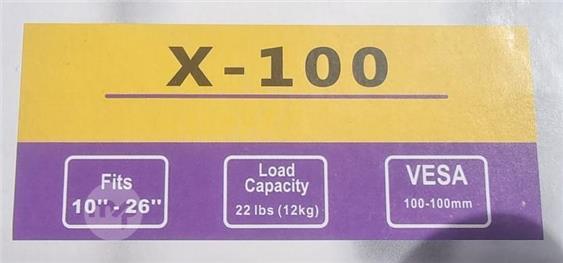 X-100
Fits
10" - 26"
Load
Capacity
22 lbs (12kg)
VESA
100-100mm